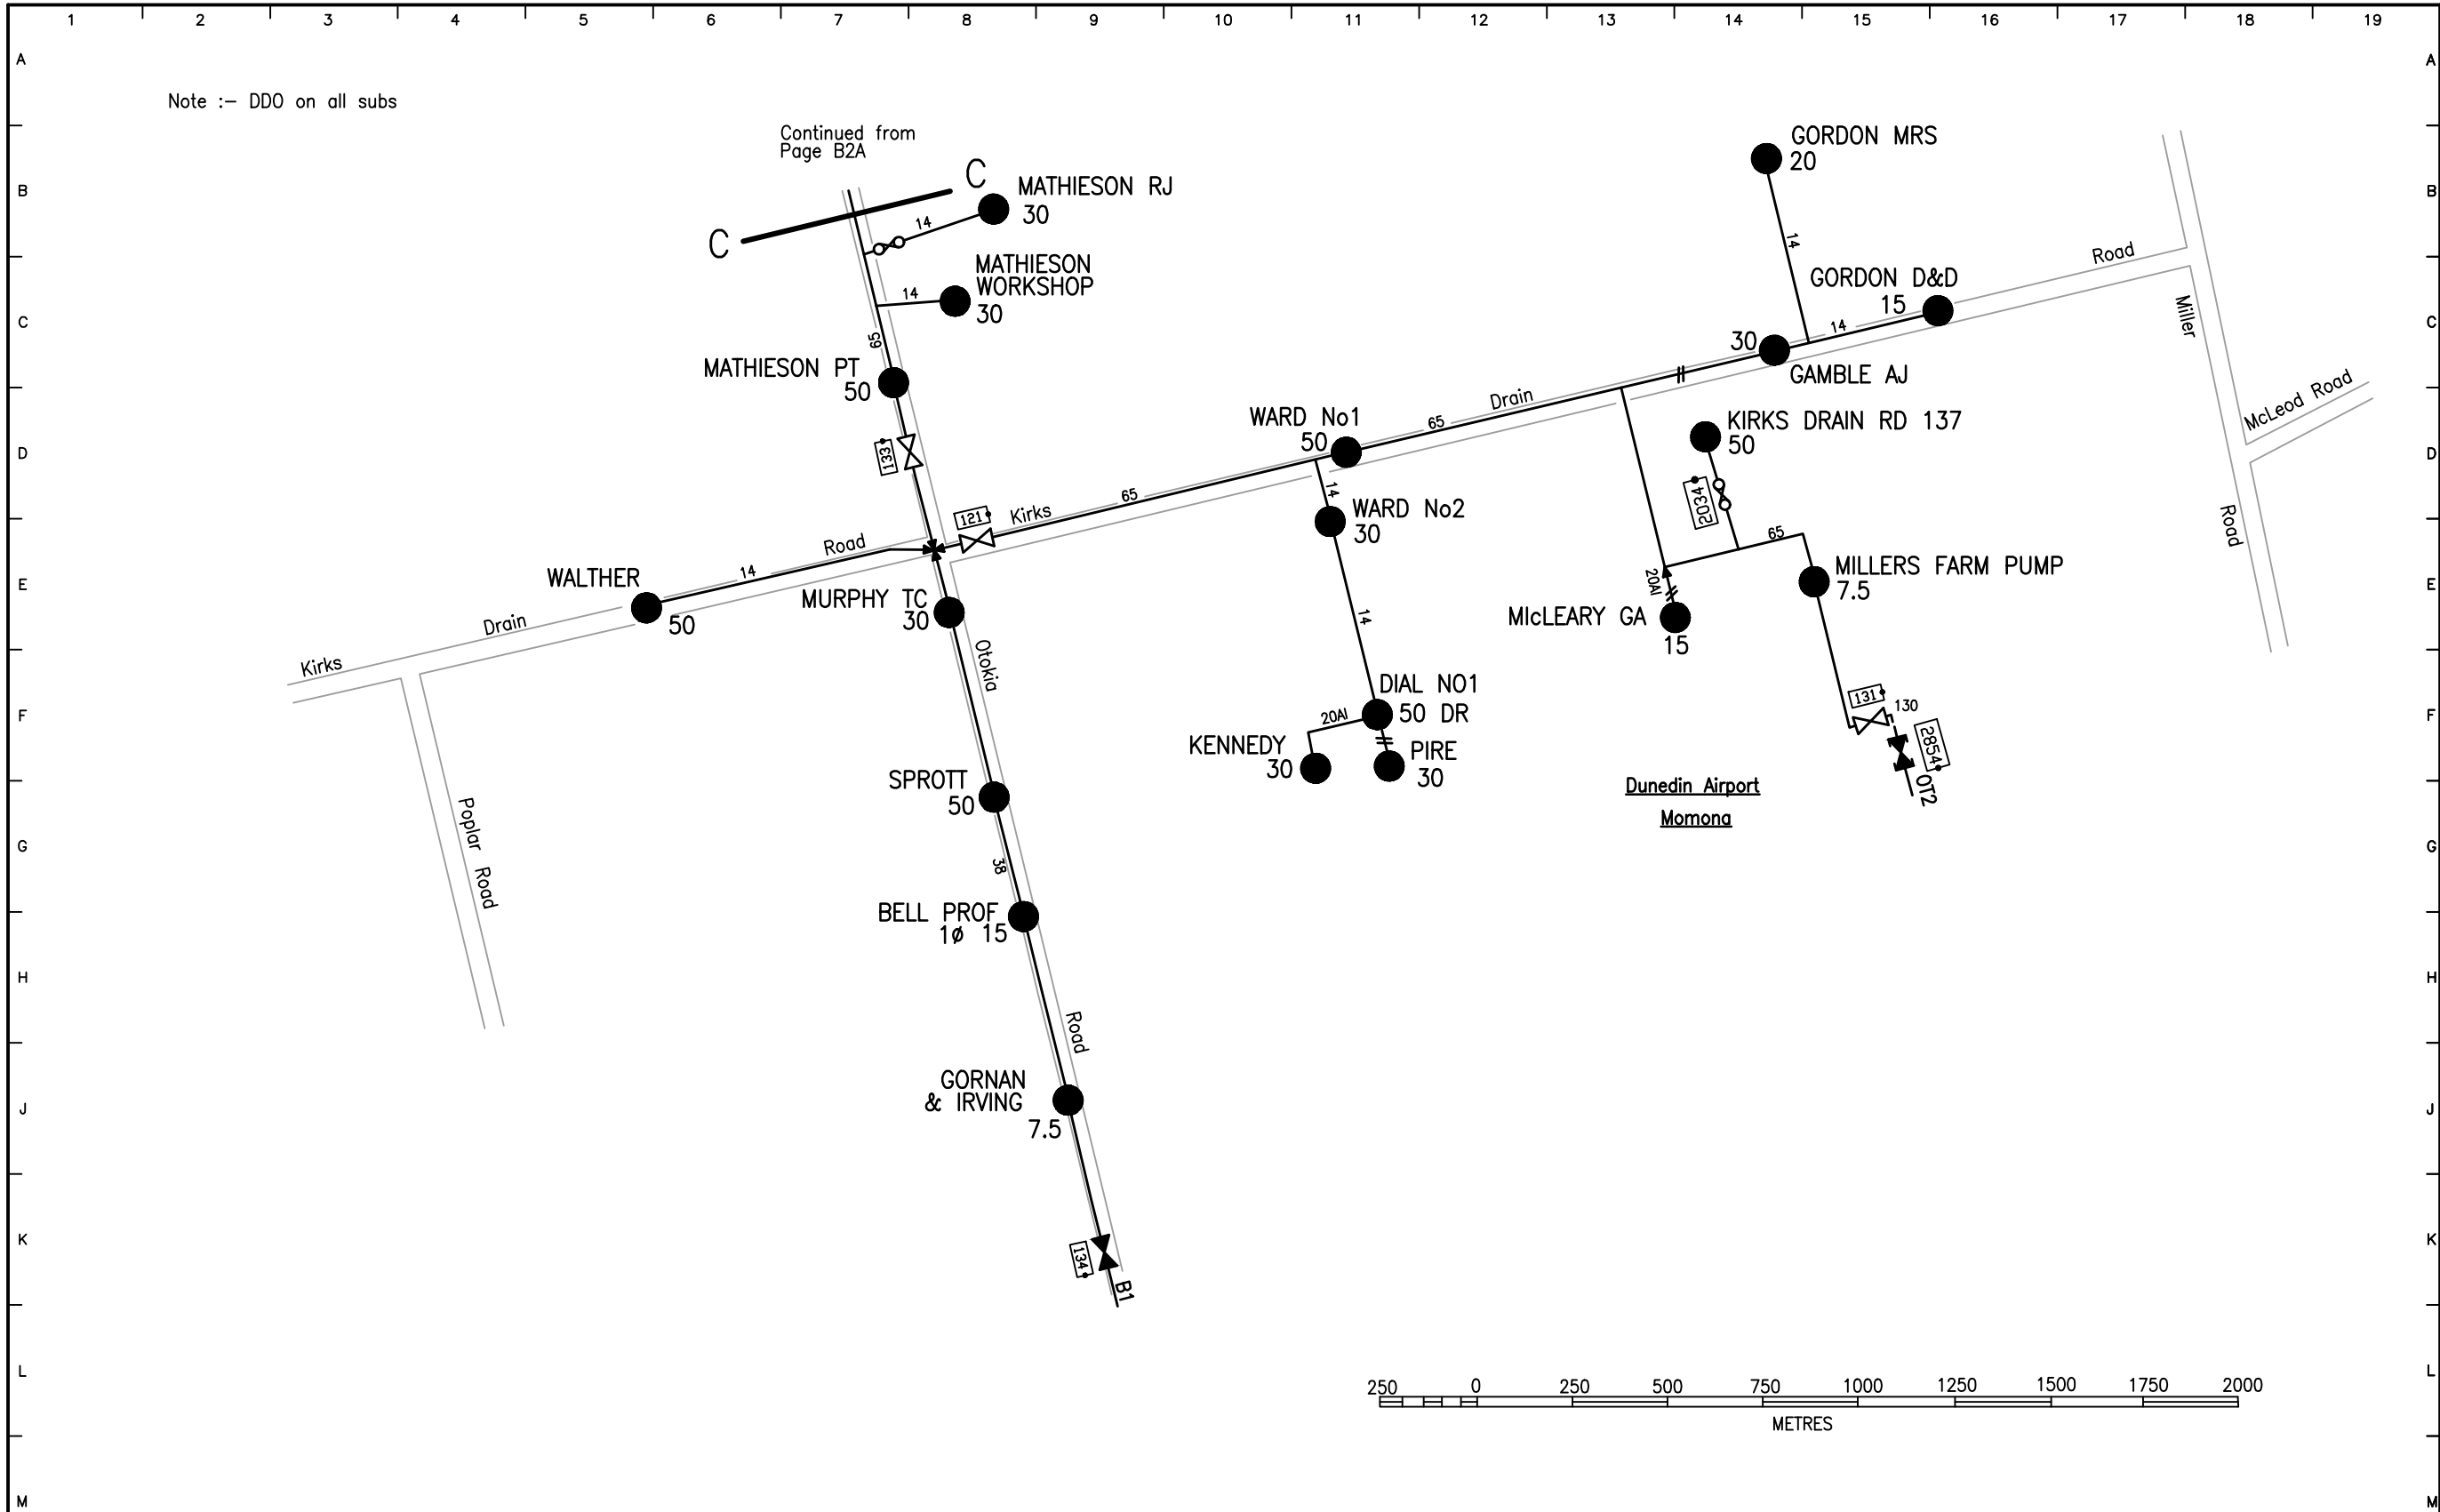 1 2 3 4 5 6 7 8 9 10 11 12 13 14 15 16 17 18 19
A A
Note :- DDO on all subs
Continued from
Page B2A
GORDON MRS
20
B B
C
MATHIESON RJ
30
14
C
14
Road
MATHIESON
WORKSHOP
30
14
GORDON D&D
15
Miller
C C
65
14
30
MATHIESON PT
50
GAMBLE AJ
McLeod Road
Drain
WARD No1
50
65
KIRKS DRAIN RD 137
50
D D
133
65
14
2034
121
Kirks
WARD No2
30
Road
Road
65
14
WALTHER
50
MURPHY TC
30
20Al
MILLERS FARM PUMP
7.5
E E
Drain
14
MIcLEARY GA
15
Kirks
Otokia
DIAL NO1
50 DR
131
130
F F
20Al
2854
KENNEDY
30
PIRE
30
SPROTT
50
Dunedin Airport
Momona
OT2
Poplar Road
G G
38
BELL PROF
1ø 15
H H
Road
GORNAN
& IRVING
7.5
J J
K K
134
B1
L L
250 0 250 500 750 1000 1250 1500 1750 2000
METRES
M M